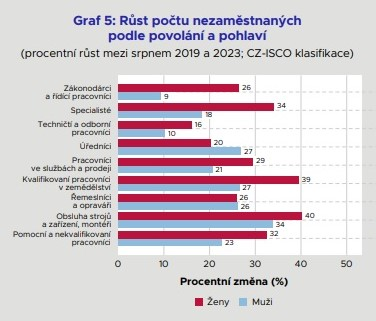 Graf 5: Růst počtu nezaměstnaných
podle povolání a pohlaví
(procentní růst mezi srpnem 2019 a 2023; CZ-ISCO klasifikace)
Zákonodárci
a řídící pracovníci
26
9
Specialisté
34
18
Techničtí a odborní
pracovníci
16
10
Úředníci
20
27
Pracovníci
ve službách a prodeji
29
21
Kvalifikovaní pracovníci
v zemědělství
39
27
Řemeslníci
a opraváři
26
26
Obsluha strojů
a zařízení, montéři
40
34
Pomocní a nekvalifikovaní
pracovníci
32
23
0 10 20 30 40 50
Procentní změna (%)
Ženy Muži